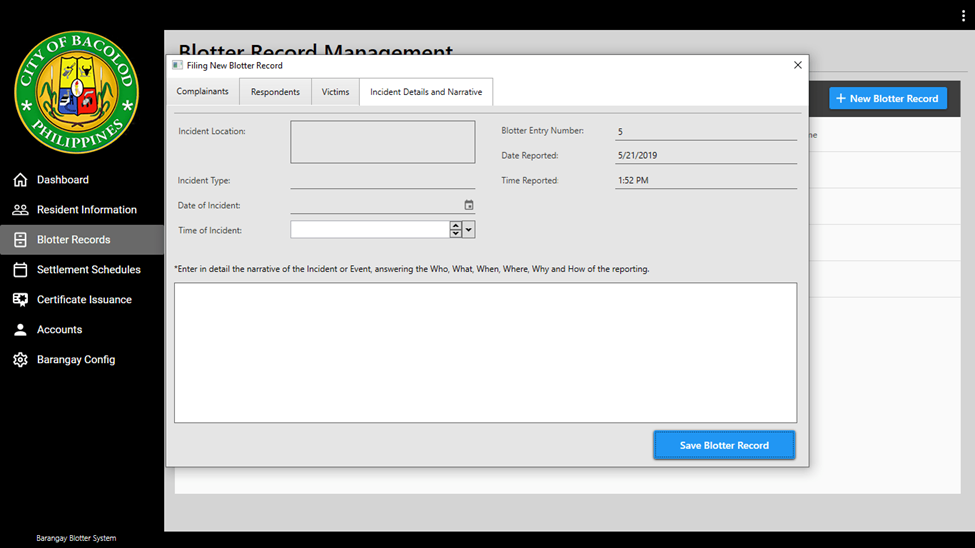 CITY OF BACOLOD
PHILIPPINES
Dashboard
Resident Information
Blotter Records
Settlement Schedules
Certificate Issuance
Accounts
Barangay Config
Barangay Blotter System
Blotter Record Management
+ New Blotter Record
Filing New Blotter Record
Complainants Respondents Victims Incident Details and Narrative
Incident Location:
Incident Type:
Date of Incident:
Time of Incident:
Blotter Entry Number: 5
Date Reported: 5/21/2019
Time Reported: 1:52 PM
*Enter in detail the narrative of the Incident or Event, answering the Who, What, When, Where, Why and How of the reporting.
Save Blotter Record